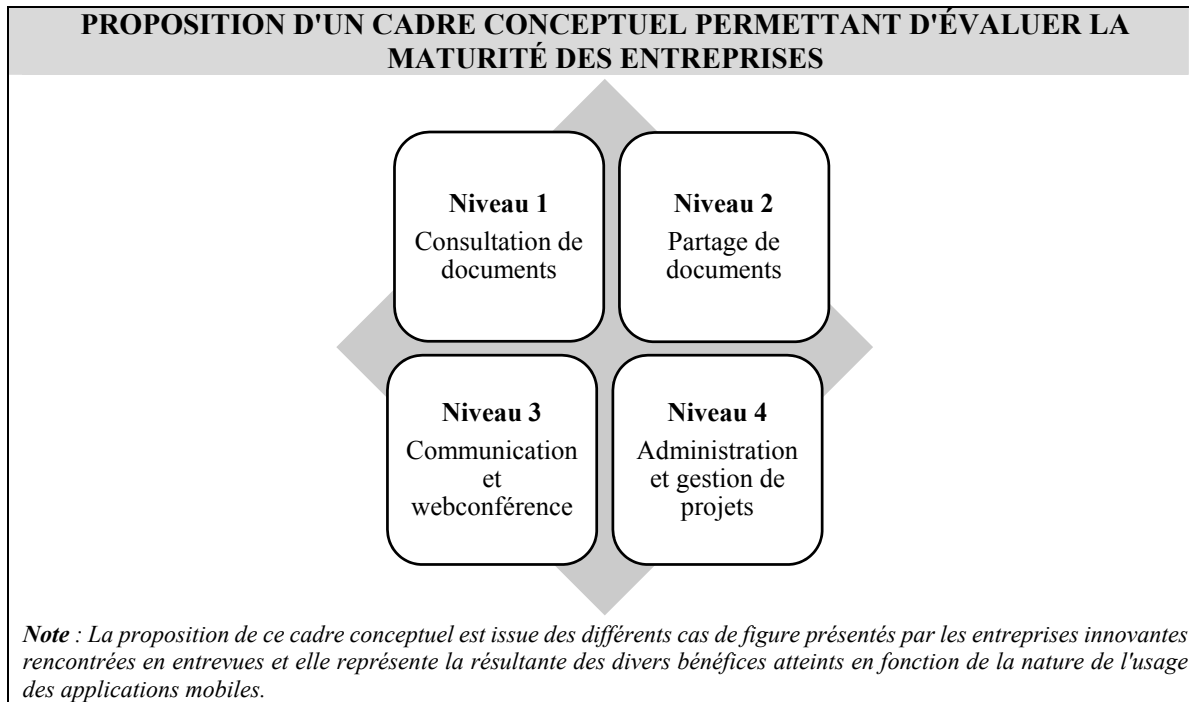 PROPOSITION D'UN CADRE CONCEPTUEL PERMETTANT D'ÉVALUER LA
MATURITÉ DES ENTREPRISES
Niveau 1
Consultation de
documents
Niveau 2
Partage de
documents
Niveau 3
Communication
et
webconférence
Niveau 4
Administration
et gestion de
projets
Note : La proposition de ce cadre conceptuel est issue des différents cas de figure présentés par les entreprises innovantes
rencontrées en entrevues et elle représente la résultante des divers bénéfices atteints en fonction de la nature de l'usage
des applications mobiles.